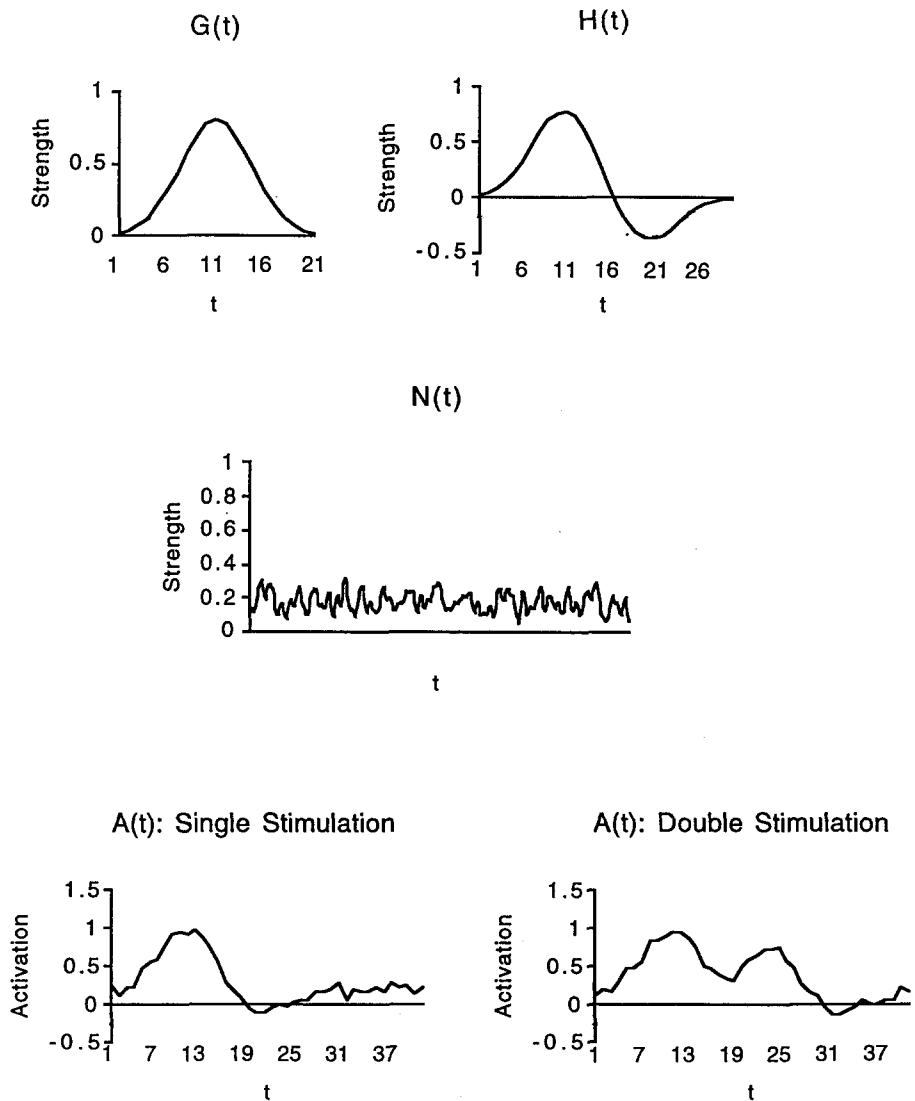 G(t)
Strength
1
0.5
0
1 6 11 16 21
t
H(t)
Strength
1
0.5
0
-0.5
1 6 11 16 21 26
t
N(t)
Strength
1
0.8
0.6
0.4
0.2
0
t
A(t): Single Stimulation
Activation
1.5
1
0.5
0
-0.5
1 7 13 19 25 31 37
t
A(t): Double Stimulation
Activation
1.5
1
0.5
0
-0.5
1 7 13 19 25 31 37
t